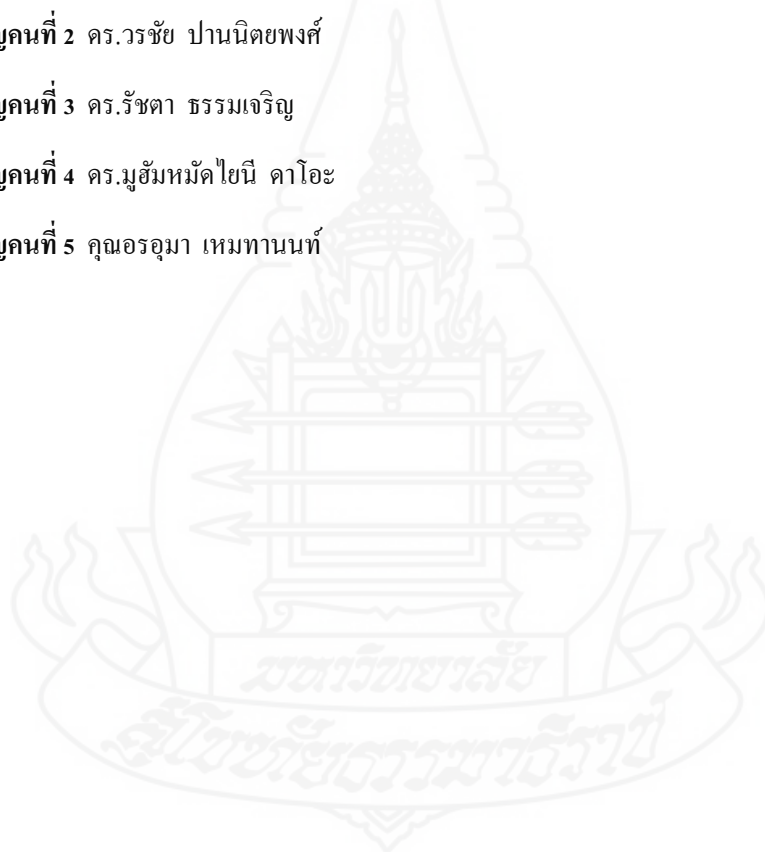 คนที่ 2 ดร.วรชัย ปานนิตยพงศ์
คนที่ 3 ดร.รัชตา ธรรมเจริญ
คนที่ 4 ดร.มูฮัมหมัดไยนี ดาโอะ
คนที่ 5 คุณอรอุมา เหมทานนท์
มหาวิทยาลัย
สุโขทัยธรรมาธิราช